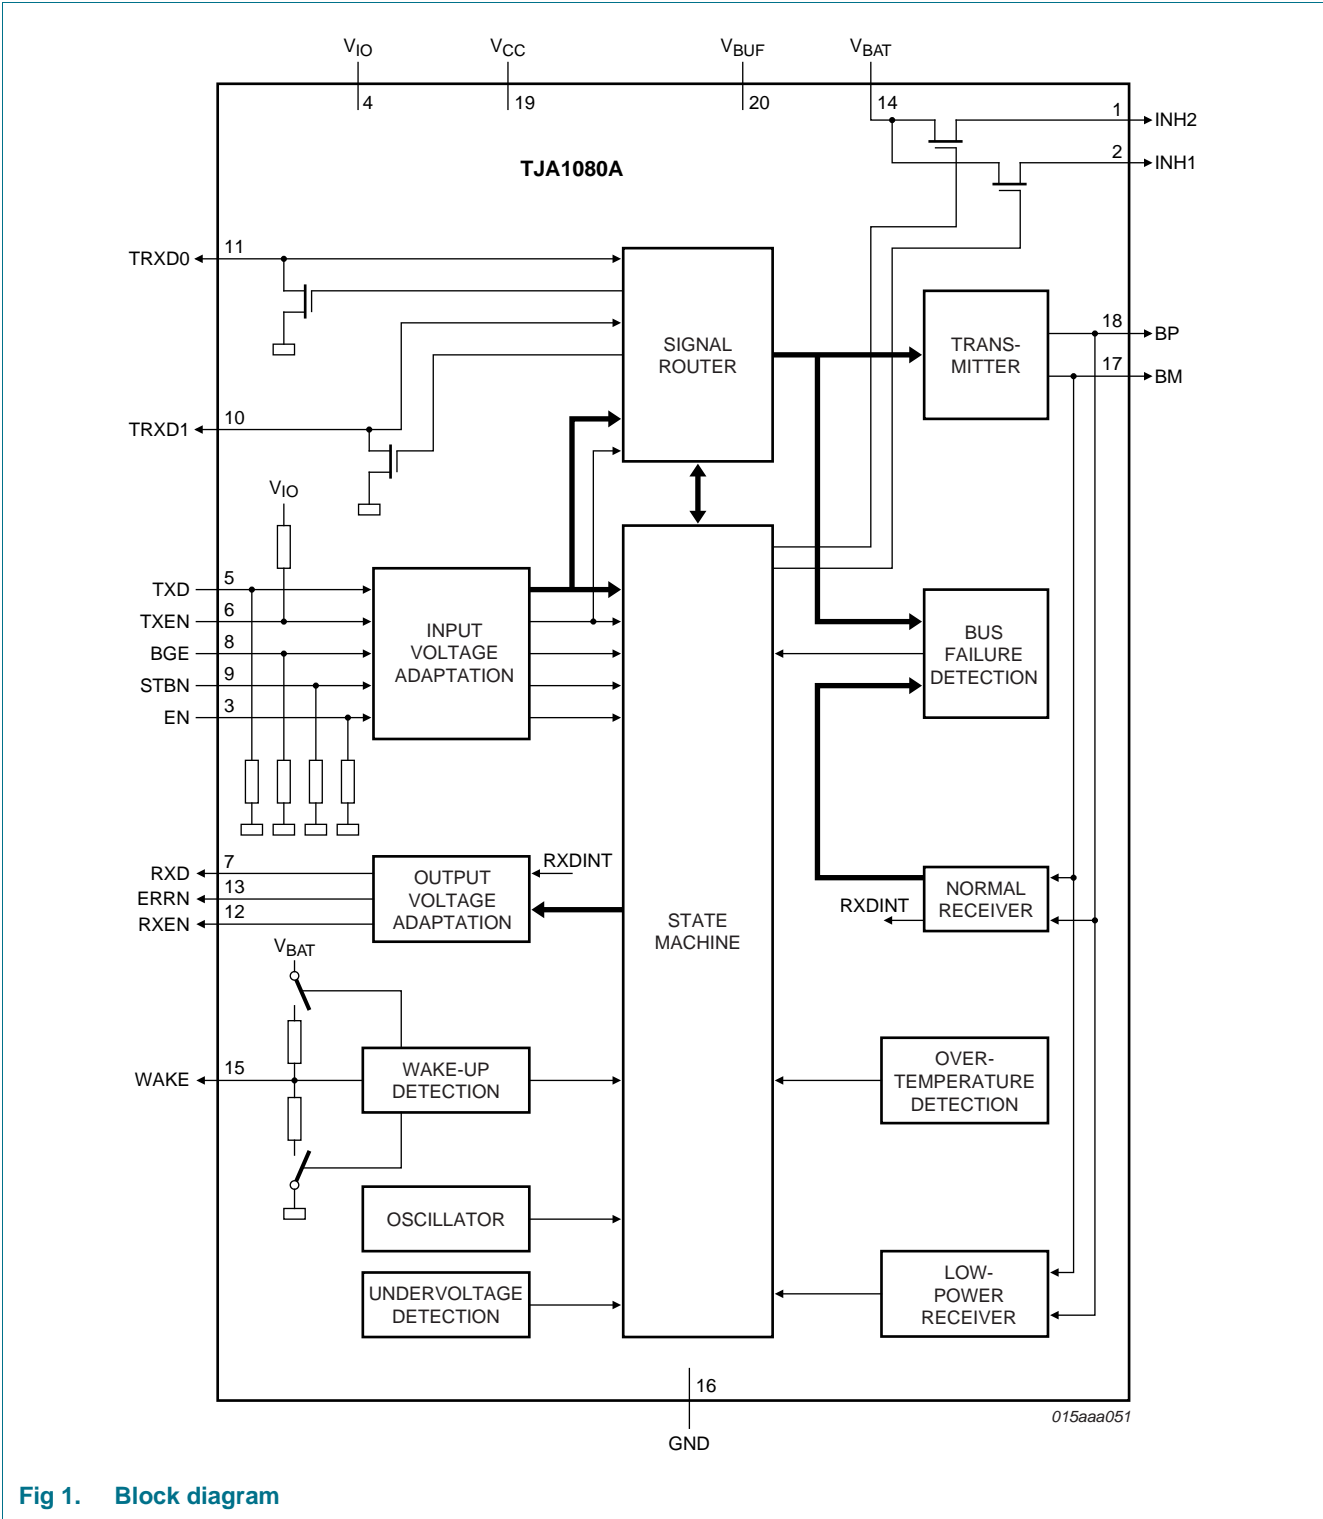 VIO
VCC
VBUF
VBAT
4
19
20
14
1
INH2
2
INH1
TJA1080A
TRXD0
11
SIGNAL
ROUTER
TRANS-
MITTER
18
BP
17
BM
TRXD1
10
VIO
TXD
5
TXEN
6
BGE
8
STBN
9
EN
3
INPUT
VOLTAGE
ADAPTATION
BUS
FAILURE
DETECTION
RXD
7
ERRN
13
RXEN
12
OUTPUT
VOLTAGE
ADAPTATION
RXDINT
STATE
MACHINE
RXDINT
NORMAL
RECEIVER
VBAT
WAKE
15
WAKE-UP
DETECTION
OVER-
TEMPERATURE
DETECTION
OSCILLATOR
UNDERVOLTAGE
DETECTION
LOW-
POWER
RECEIVER
16
GND
015aaa051
Fig 1. Block diagram